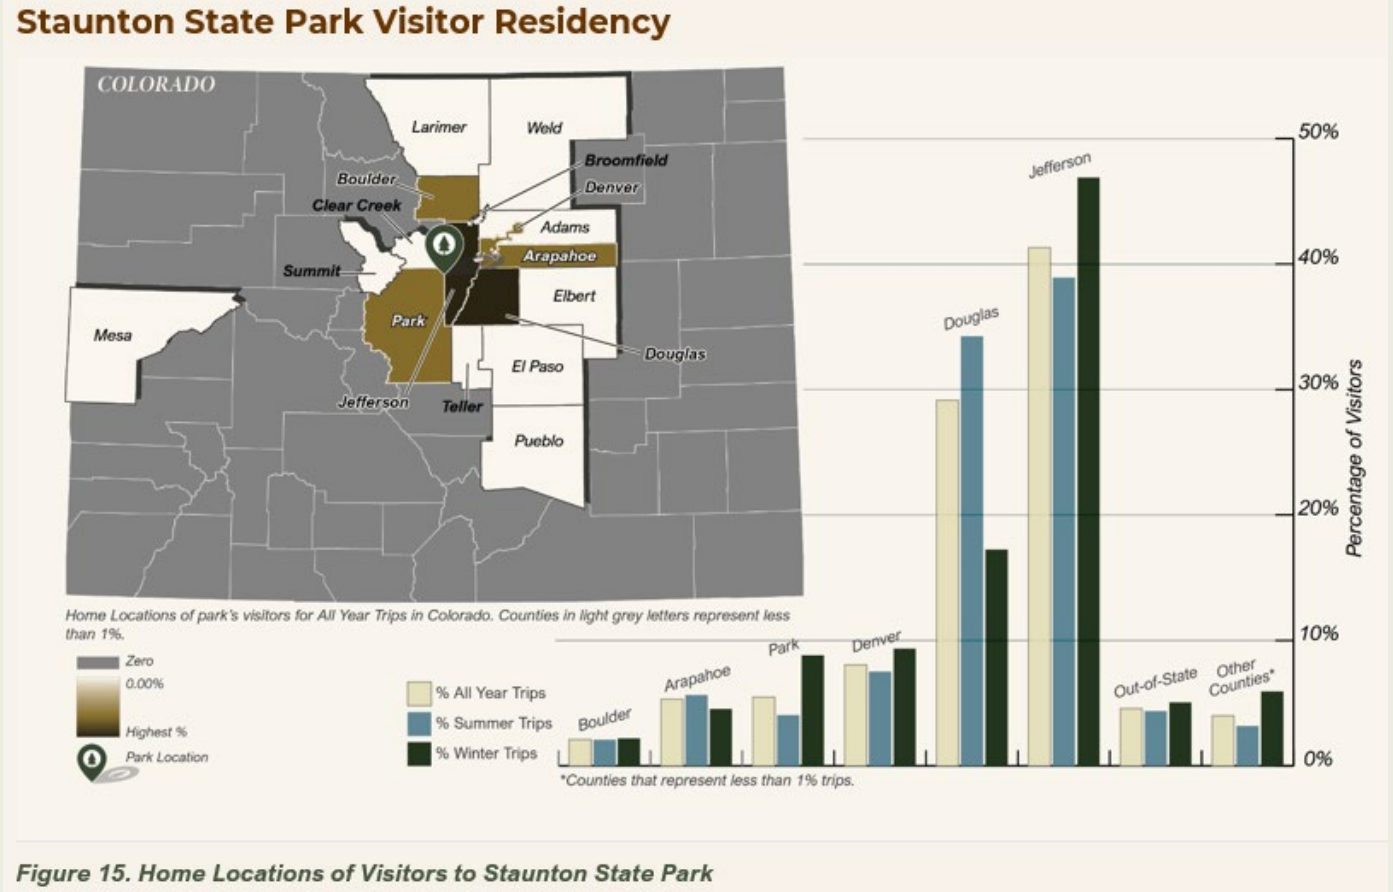 Staunton State Park Visitor Residency
COLORADO
Larimer
Weld
Boulder
Broomfield
Clear Creek
Denver
Adams
Arapahoe
Summit
Elbert
Mesa
Park
Douglas
El Paso
Jefferson
Teller
Pueblo
Home Locations of park's visitors for All Year Trips in Colorado. Counties in light grey letters represent less
than 1%.
Zero
0.00%
Highest %
Park Location
% All Year Trips
% Summer Trips
% Winter Trips
Boulder
Arapahoe
Park
Denver
Douglas
Jefferson
Out-of-State
Other
Counties*
50%
40%
30%
20%
10%
0%
Percentage of Visitors
*Counties that represent less than 1% trips.
Figure 15. Home Locations of Visitors to Staunton State Park